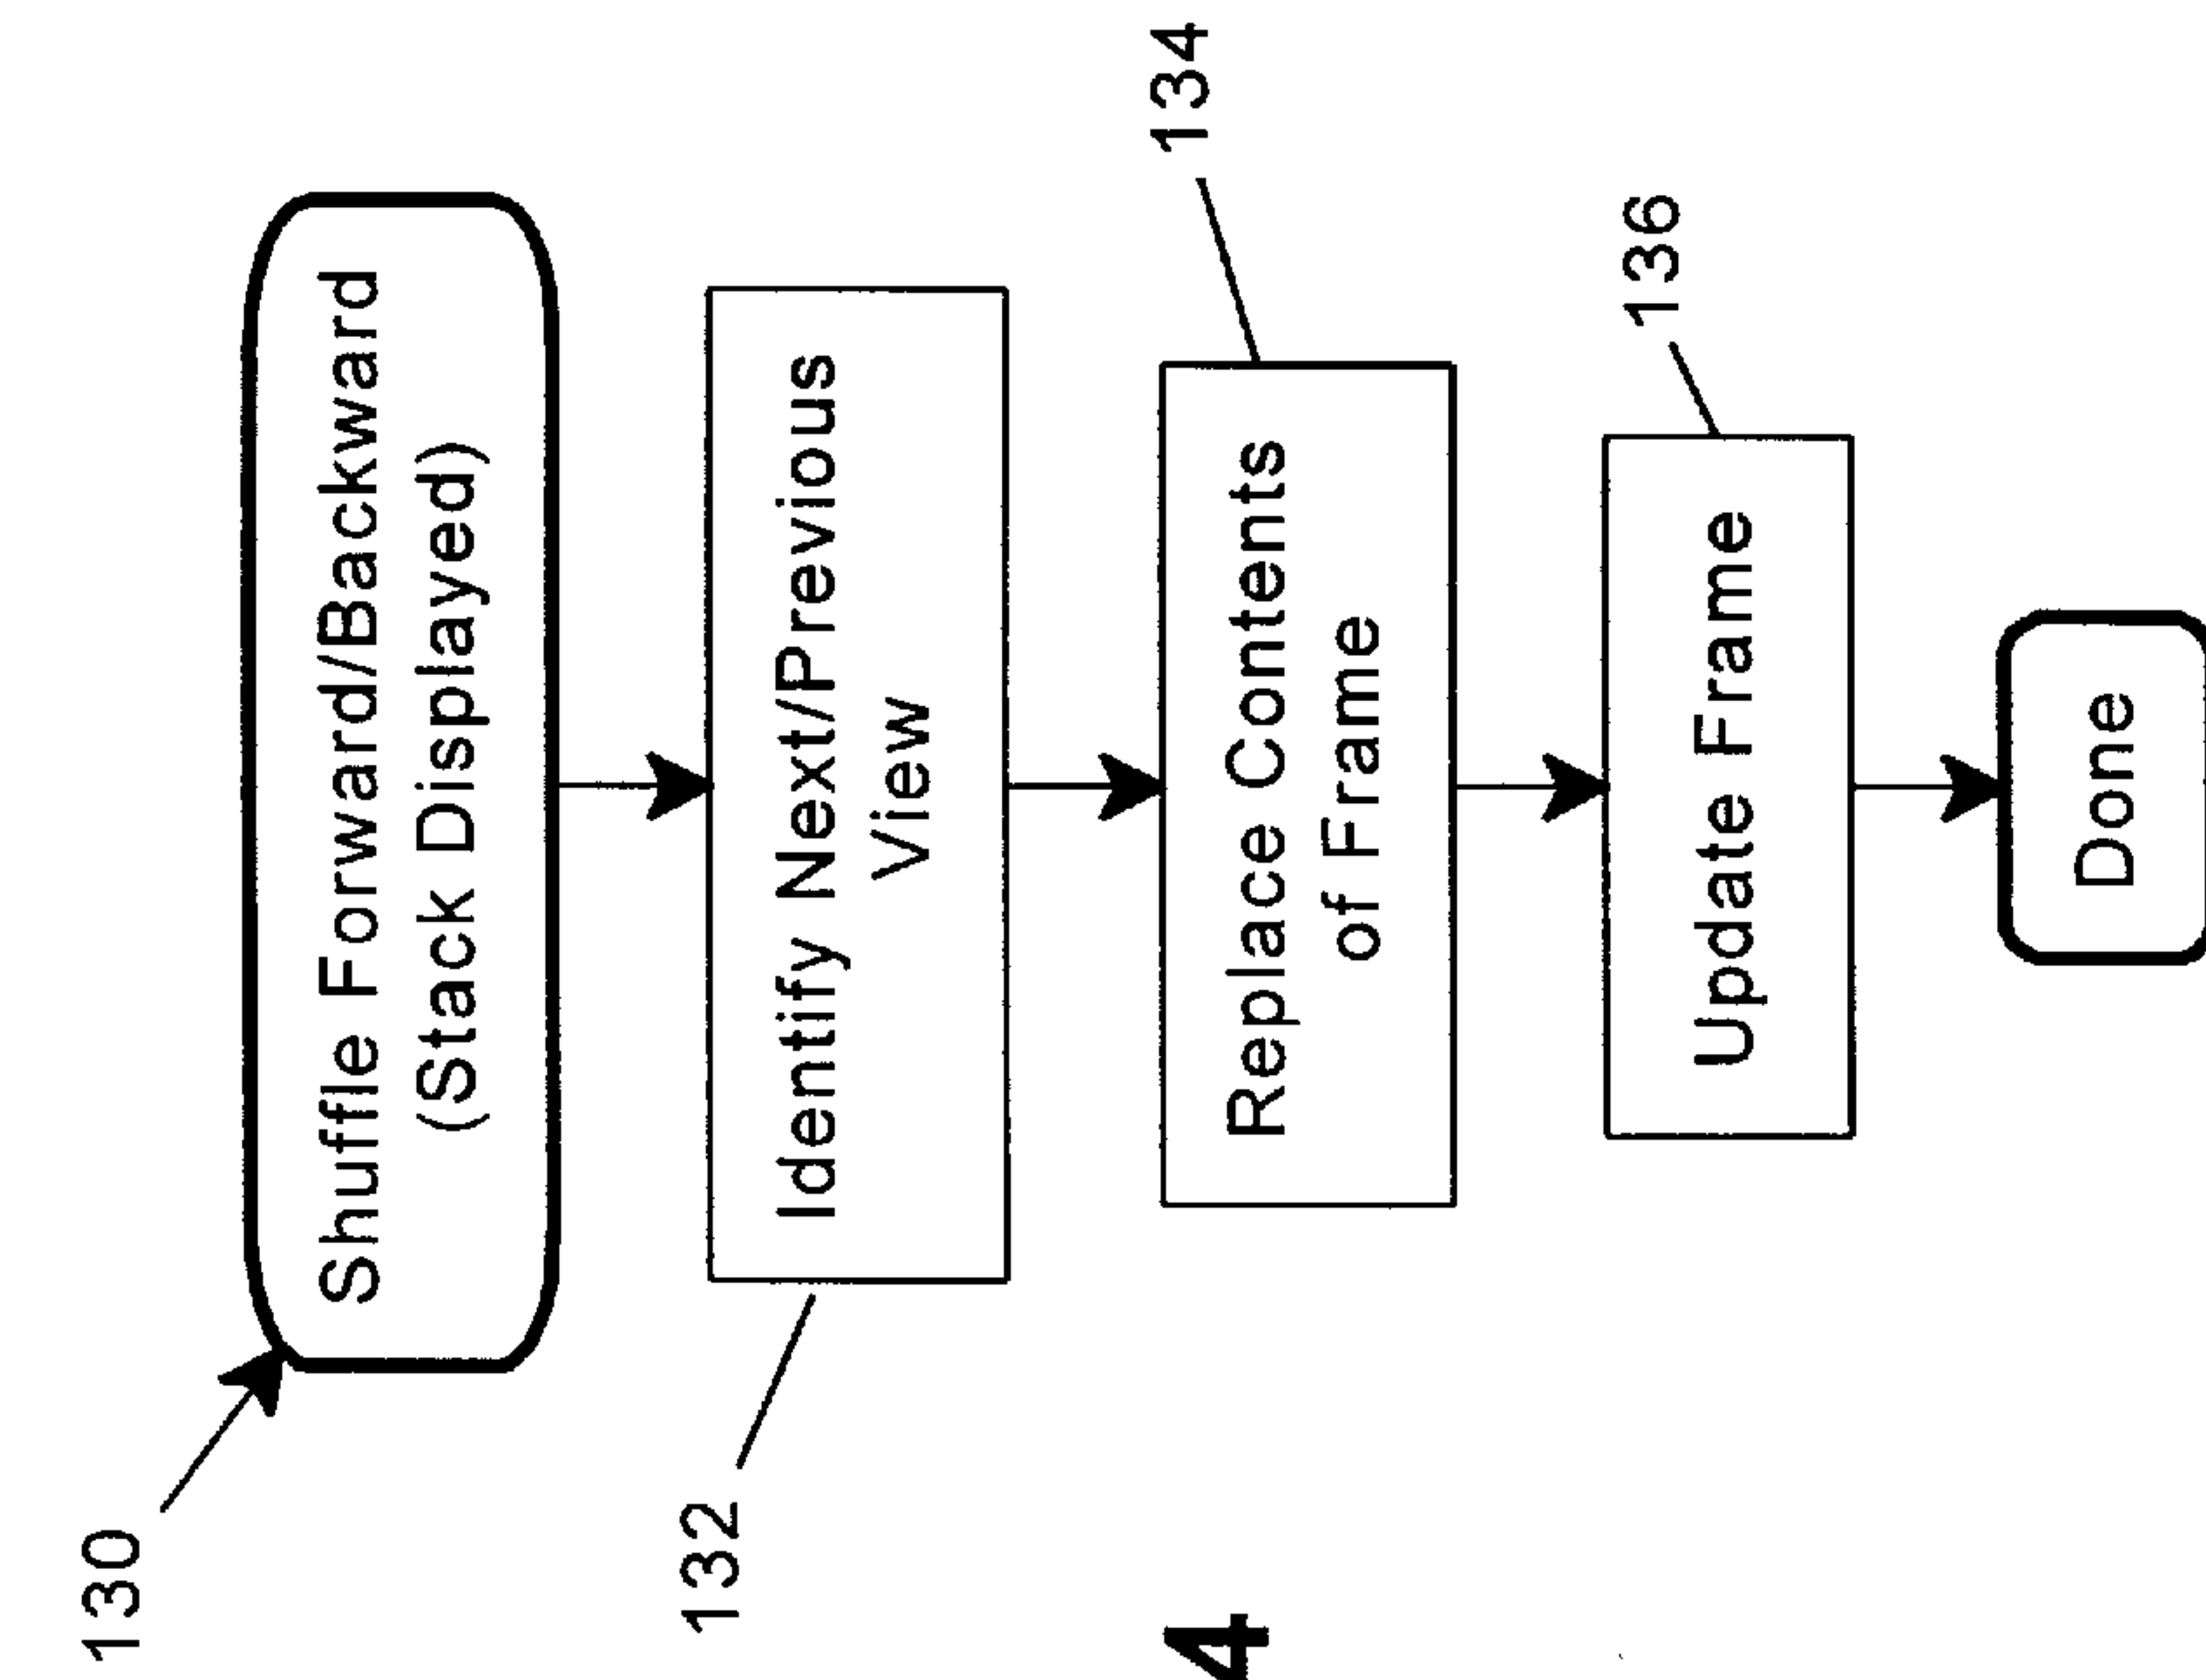 130
Shuffle Forward/Backward
(Stack Displayed)
132
Identify Next/Previous
View
134
Replace Contents
of Frame
136
Update Frame
Done
4